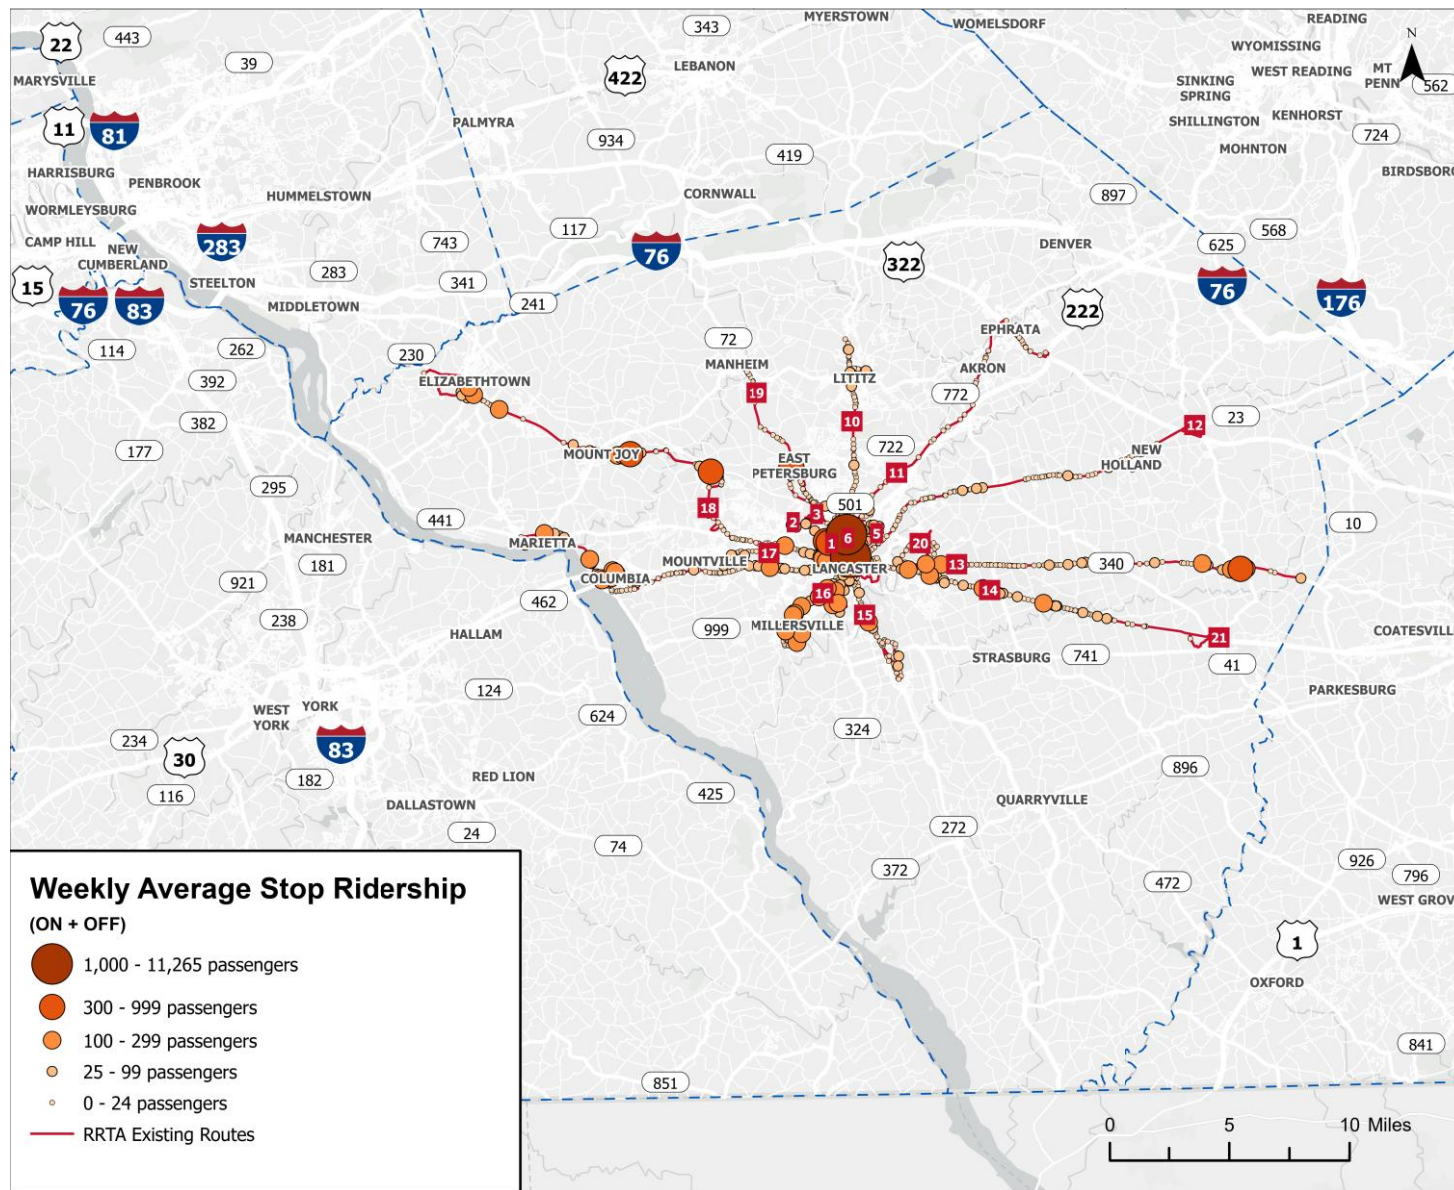 MYERSTOWN
WOMELSDORF
READING
22
443
343
N
39
WYOMISSING
MARYSVILLE
422
LEBANON
SINKING
SPRING
WEST READING
MT
PENN
562
11
81
PALMYRA
934
SHILLINGTON
KENHORST
724
419
MOHNTON
HARRISBURG
PENBROOK
HUMMELSTOWN
CORNWALL
897
BIRDSBORO
WORMLEYSBURG
117
568
CAMP HILL
NEW
CUMBERLAND
283
743
76
322
DENVER
625
15
76
83
STEELTON
283
341
222
76
176
MIDDLETOWN
241
114
262
230
72
EPHRATA
392
ELIZABETHTOWN
MANHEIM
LITITZ
AKRON
772
382
19
10
23
12
177
MOUNT JOY
EAST
PETERSBURG
722
11
NEW
HOLLAND
295
18
501
441
2
3
1
6
5
10
MANCHESTER
MARIETTA
20
181
MOUNTVILLE
17
LANCASTER
13
340
921
COLUMBIA
462
16
14
238
HALLAM
999
MILLERSVILLE
15
21
COATESVILL
STRASBURG
741
41
124
PARKESBURG
WEST
YORK
YORK
624
324
234
30
83
182
RED LION
896
116
DALLASTOWN
425
QUARRYVILLE
24
74
272
372
472
926
796
WEST GROV
1
OXFORD
841
851
Weekly Average Stop Ridership
(ON + OFF)
1,000 - 11,265 passengers
300 - 999 passengers
100 - 299 passengers
25 - 99 passengers
0 - 24 passengers
RRTA Existing Routes
0 5 10 Miles